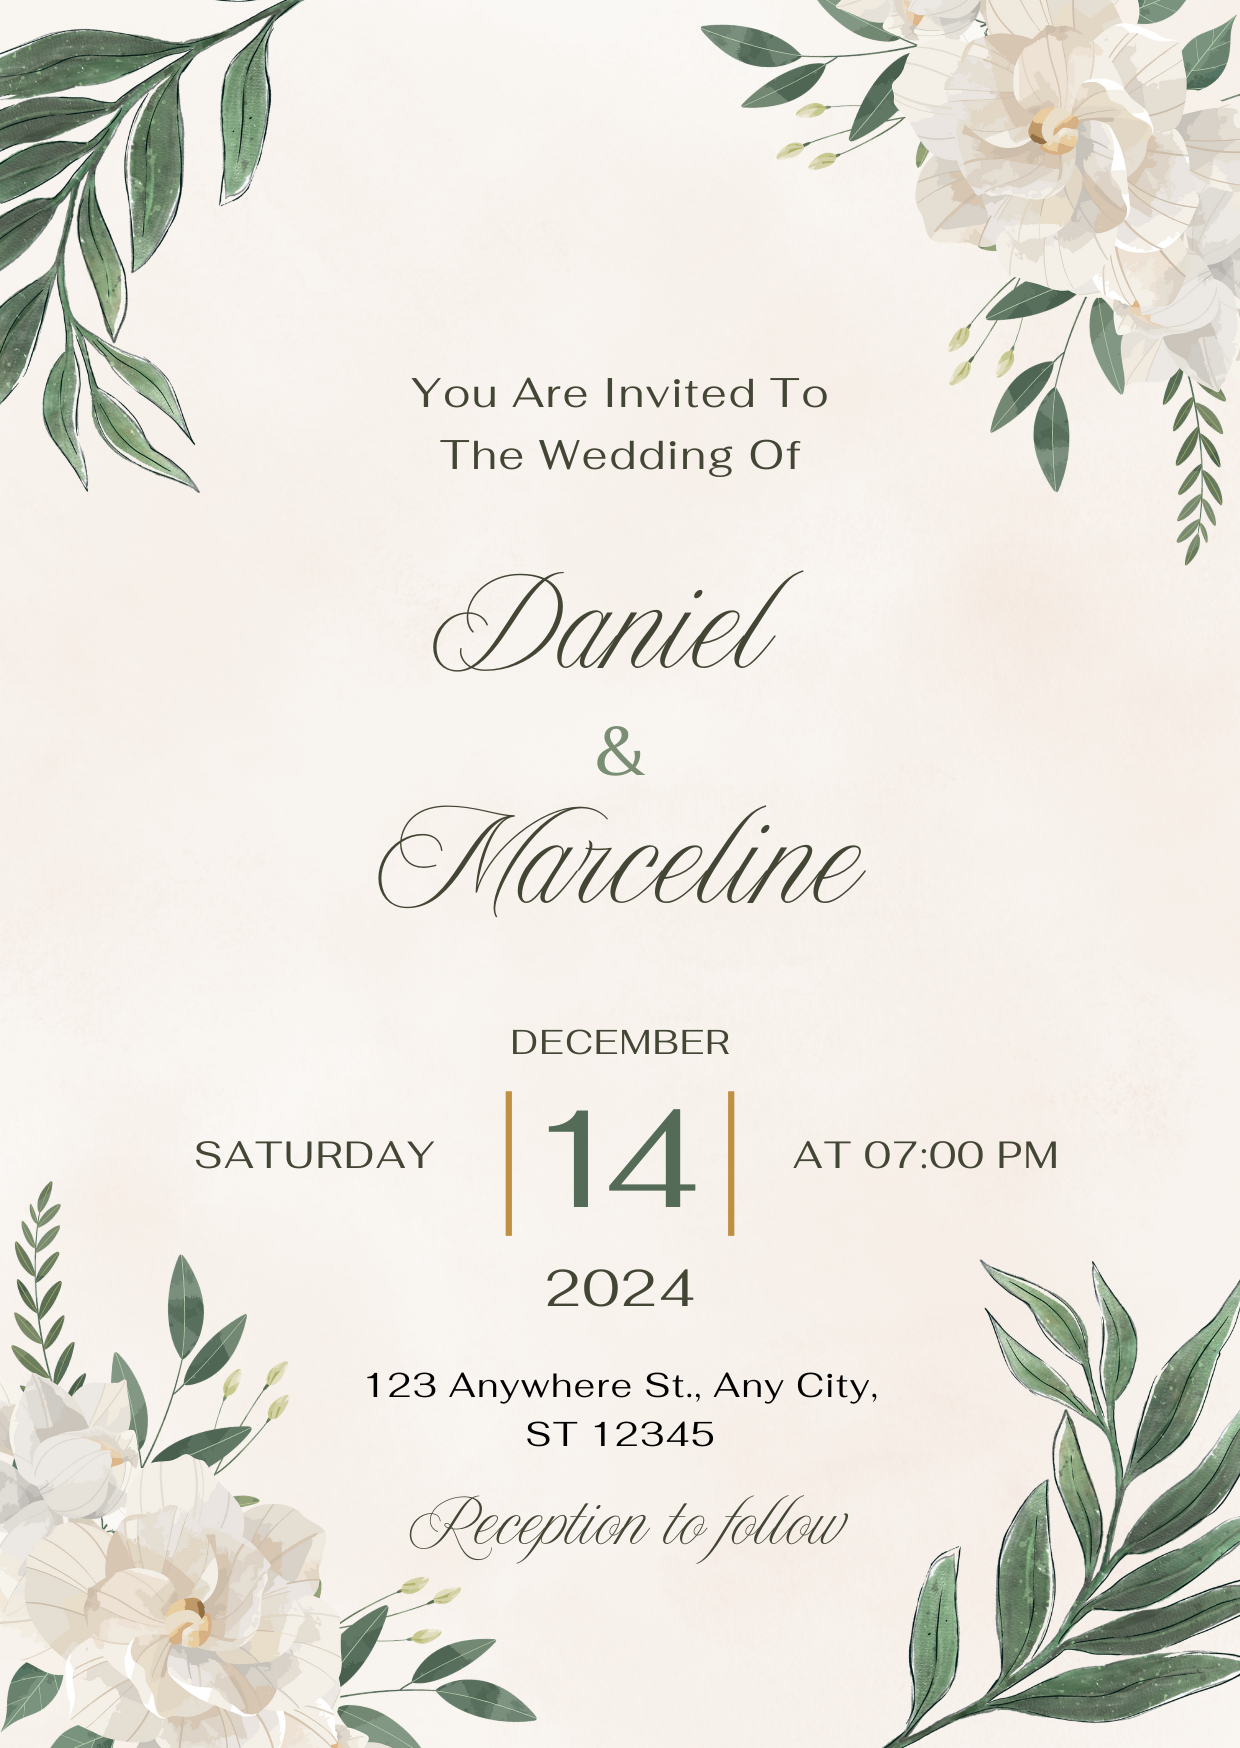 You Are Invited To
The Wedding Of
Daniel
&
Marceline
DECEMBER
SATURDAY
14
AT 07:00 PM
2024
123 Anywhere St., Any City,
ST 12345
Reception to follow